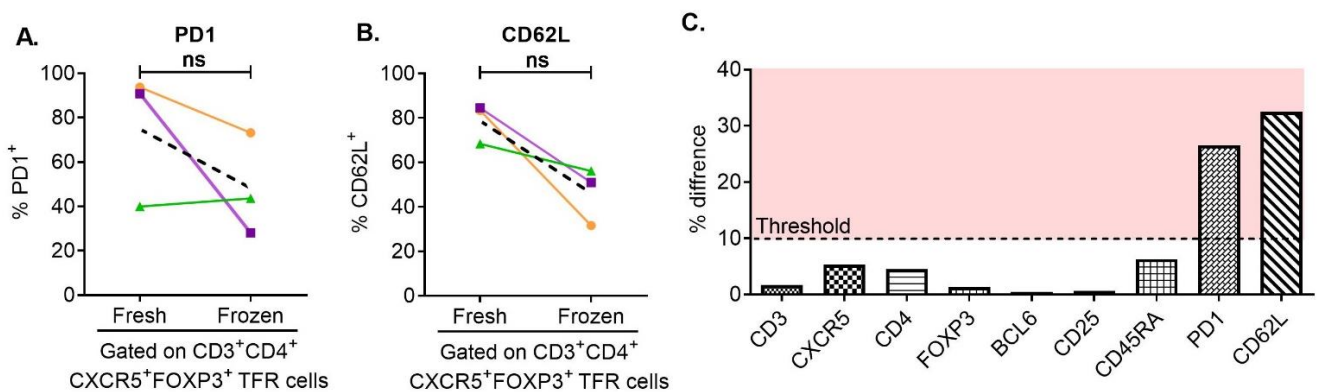 A.
PD1
ns
% PD1+
100
80
60
40
20
0
Fresh Frozen
Gated on CD3+CD4+
CXCR5+FOXP3+ TFR cells
B.
CD62L
ns
% CD62L+
100
80
60
40
20
0
Fresh Frozen
Gated on CD3+CD4+
CXCR5+FOXP3+ TFR cells
C.
% diffrence
40
30
20
10
0
Threshold
CD3
CXCR5
CD4
FOXP3
BCL6
CD25
CD45RA
PD1
CD62L